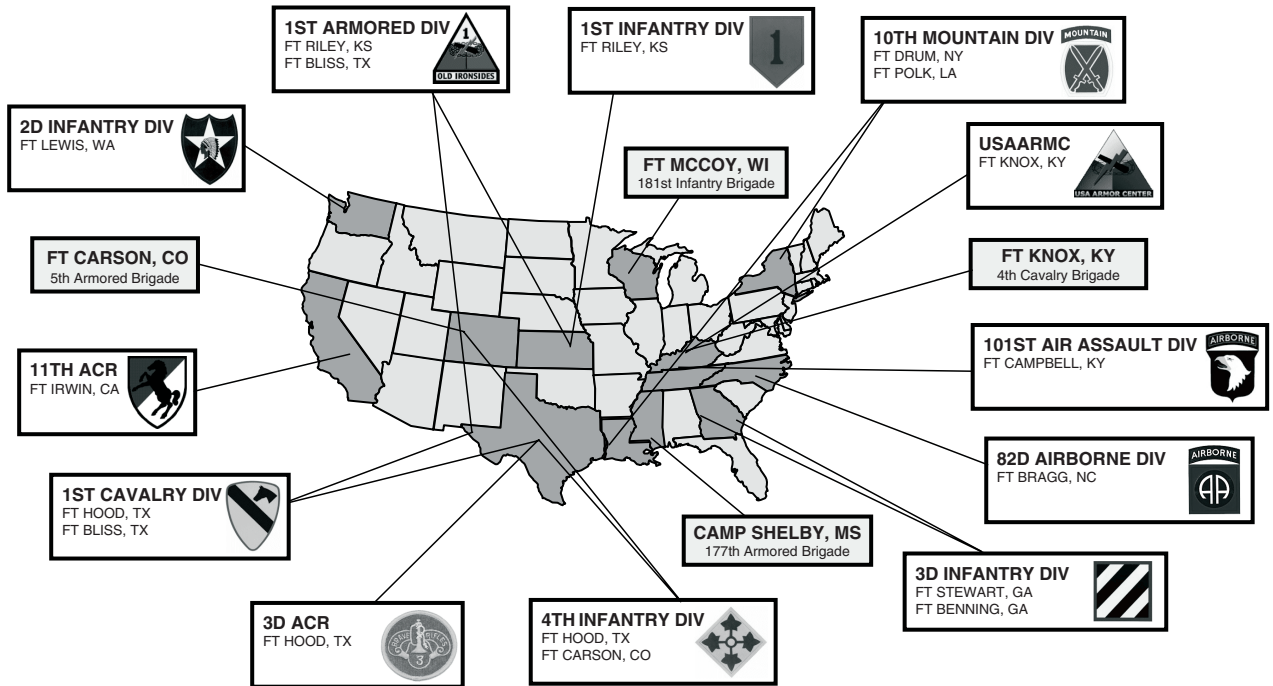 1ST ARMORED DIV
FT RILEY, KS
FT BLISS, TX
1
OLD IRONSIDES
1ST INFANTRY DIV
FT RILEY, KS
1
10TH MOUNTAIN DIV
FT DRUM, NY
FT POLK, LA
MOUNTAIN
2D INFANTRY DIV
FT LEWIS, WA
FT MCCOY, WI
181st Infantry Brigade
USAARMC
FT KNOX, KY
USA ARMOR CENTER
FT CARSON, CO
5th Armored Brigade
FT KNOX, KY
4th Cavalry Brigade
11TH ACR
FT IRWIN, CA
101ST AIR ASSAULT DIV
FT CAMPBELL, KY
AIRBORNE
1ST CAVALRY DIV
FT HOOD, TX
FT BLISS, TX
82D AIRBORNE DIV
FT BRAGG, NC
AIRBORNE
AA
CAMP SHELBY, MS
177th Armored Brigade
3D INFANTRY DIV
FT STEWART, GA
FT BENNING, GA
3D ACR
FT HOOD, TX
BRAVE RIFLES
3
4TH INFANTRY DIV
FT HOOD, TX
FT CARSON, CO